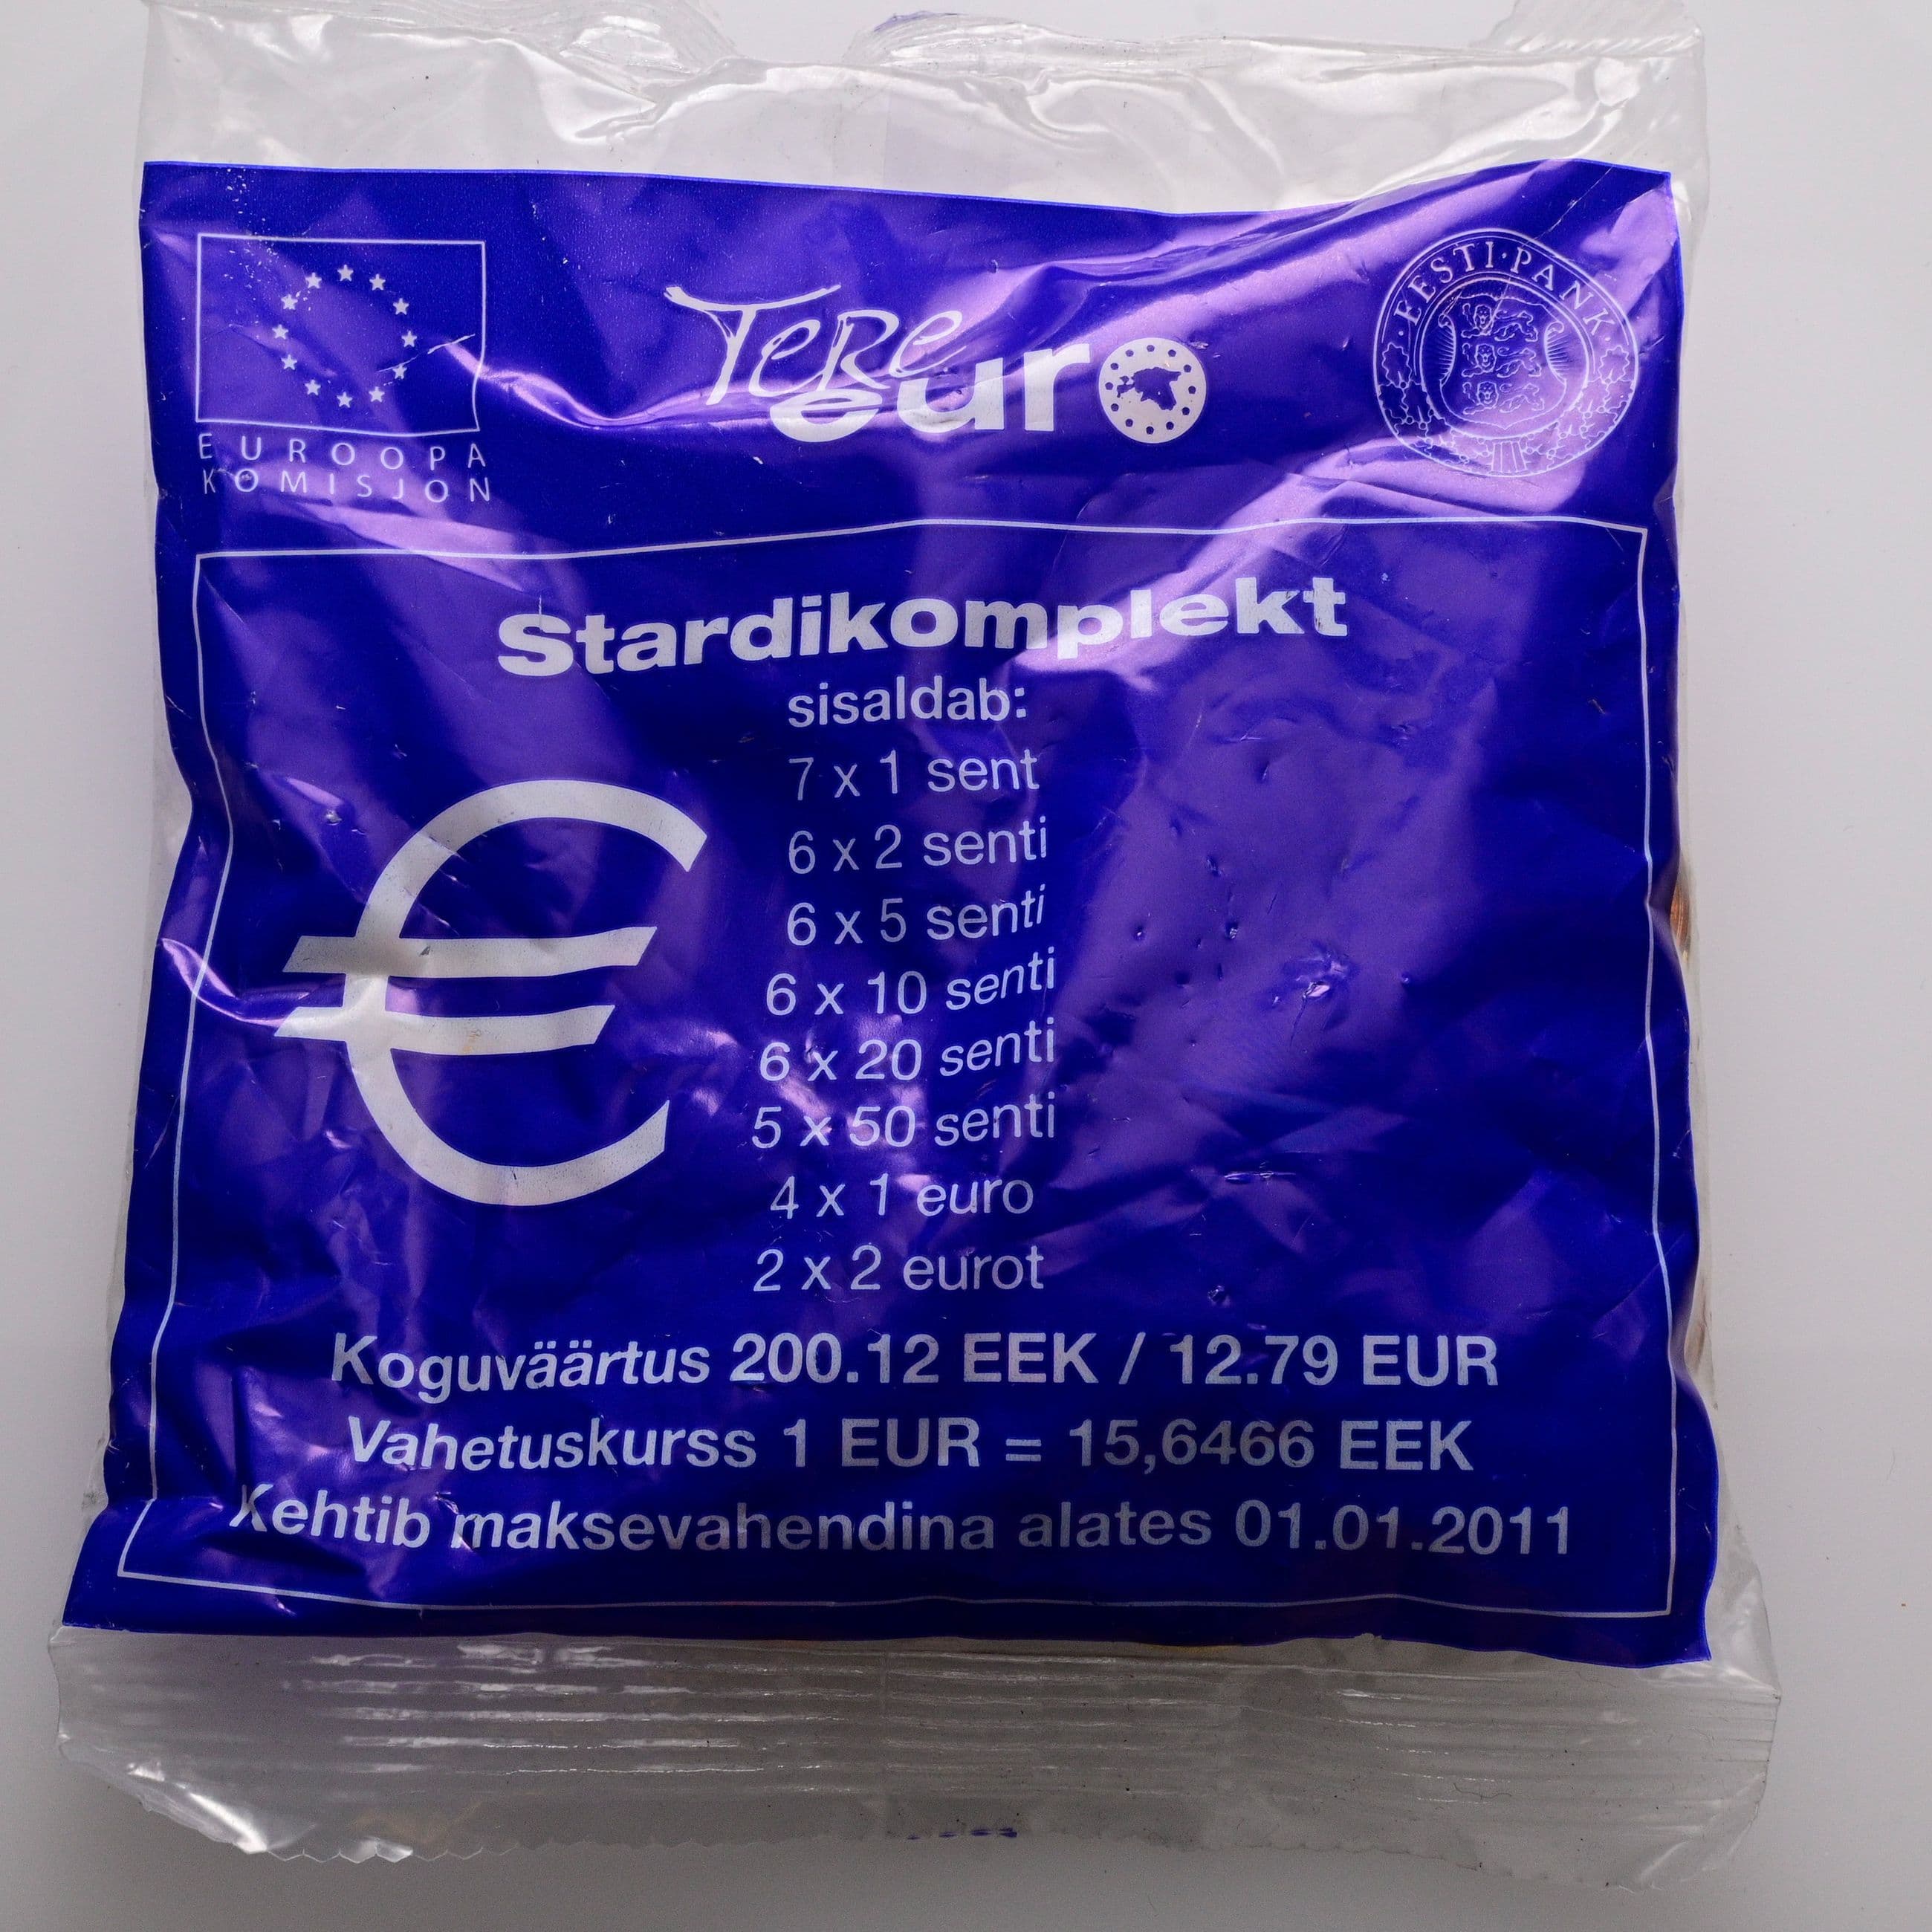 EUROOPA
KOMISJON
Tere
euro
· EESTI · PANK ·
Stardikomplekt
sisaldab:
7 x 1 sent
6 x 2 senti
6 x 5 senti
6 x 10 senti
6 x 20 senti
5 x 50 senti
4 x 1 euro
2 x 2 eurot
€
Koguväärtus 200.12 EEK / 12.79 EUR
Vahetuskurss 1 EUR = 15,6466 EEK
Kehtib maksevahendina alates 01.01.2011